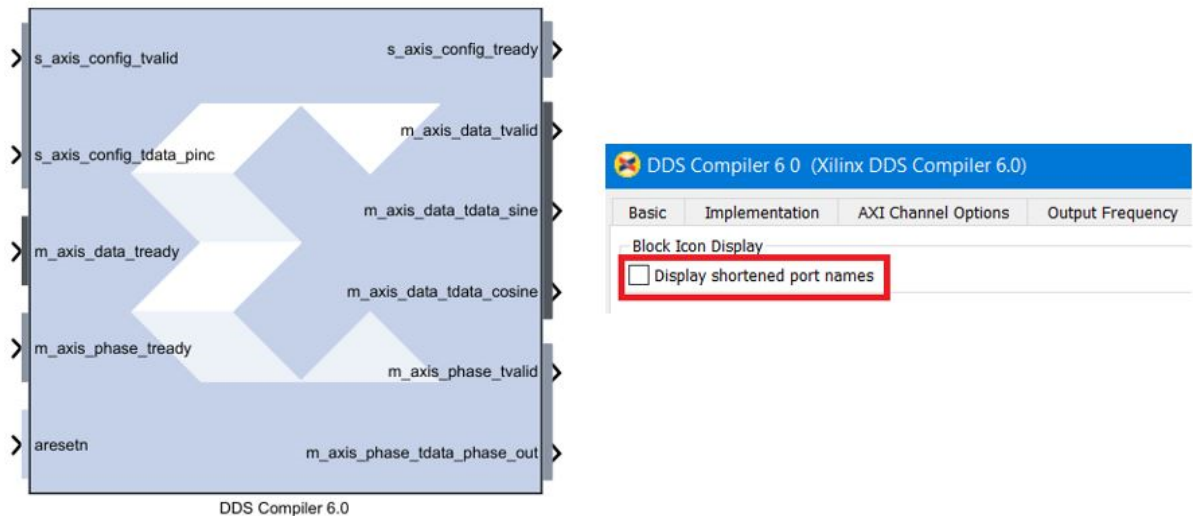 s_axis_config_tvalid
s_axis_config_tdata_pinc
m_axis_data_tready
m_axis_phase_tready
aresetn
s_axis_config_tready
m_axis_data_tvalid
m_axis_data_tdata_sine
m_axis_data_tdata_cosine
m_axis_phase_tvalid
m_axis_phase_tdata_phase_out
DDS Compiler 6.0
DDS Compiler 6 0 (Xilinx DDS Compiler 6.0)
Basic Implementation AXI Channel Options Output Frequency
Block Icon Display
Display shortened port names